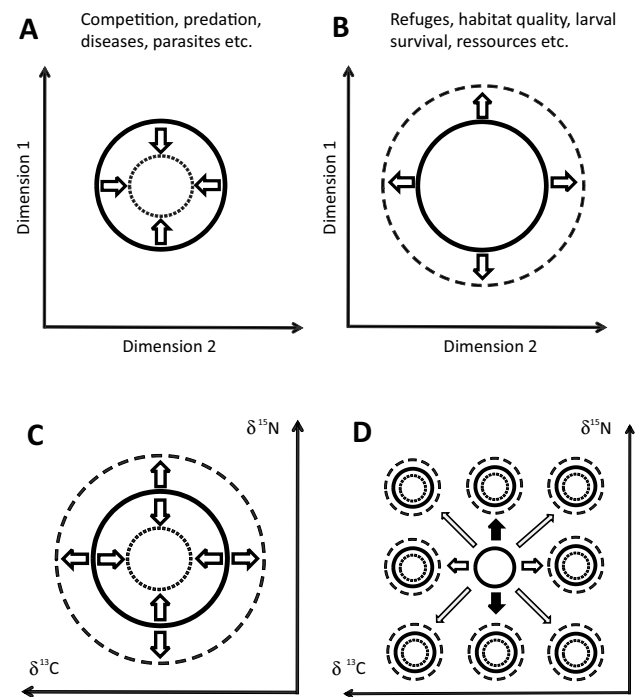 A
Competition, predation,
diseases, parasites etc.
Dimension 1
Dimension 2
B
Refuges, habitat quality, larval
survival, ressources etc.
Dimension 1
Dimension 2
C
δ¹⁵N
δ¹³C
D
δ¹⁵N
δ ¹³C